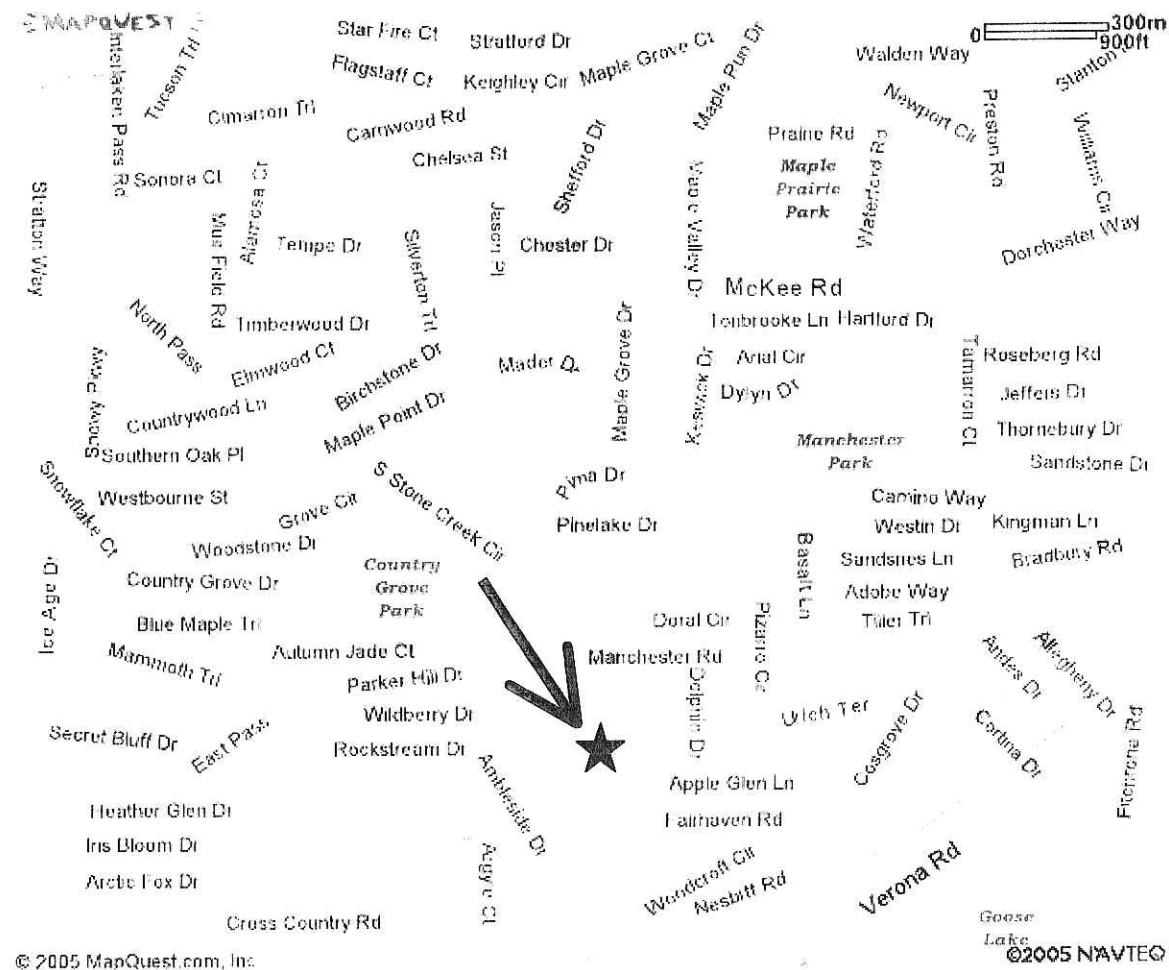 MAPQUEST
0 300m
900ft
Star Fire Ct
Stratford Dr
Maple Grove Ct
Maple Run Dr
Walden Way
Stanton
Interlaken Pass Rd
Tucson Trl
Flagstaff Ct
Keighley Cir
Cimarron Trl
Carnwood Rd
Newport Cir
Preston Rd
Williams Cir
Chelsea St
Shefford Dr
Prairie Rd
Maple
Prairie
Park
Waterford Rd
Sonora Ct
Alamosa Ct
Stratton Way
Muirfield Rd
Tempe Dr
Silverton Trl
Jason Pl
Chester Dr
Maple Valley Dr
Dorchester Way
McKee Rd
North Pass
Timberwood Dr
Tonbrooke Ln
Hartford Dr
Elmwood Ct
Birchstone Dr
Mader Dr
Maple Grove Dr
Keswick Dr
Arial Cir
Dylyn Dr
Tamarron Ct
Roseberg Rd
Jeffers Dr
Snowy Pkwy
Countrywood Ln
Maple Point Dr
Thornebury Dr
Manchester
Park
Southern Oak Pl
Sandstone Dr
Snowflake Ct
Westbourne St
Grove Cir
S Stone Creek Cir
Pinelake Dr
Camino Way
Westin Dr
Kingman Ln
Woodstone Dr
Bradbury Rd
Basalt Ln
Sandsnes Ln
Ice Age Dr
Country Grove Dr
Country
Grove
Park
Adobe Way
Blue Maple Trl
Doral Cir
Pizarro Cir
Tiller Trl
Mammoth Trl
Autumn Jade Ct
Manchester Rd
Andes Dr
Allegheny Dr
Parker Hill Dr
Delphin Dr
Wildberry Dr
Urich Ter
Cosgrove Dr
Cortina Dr
Fitchrona Rd
Secret Bluff Dr
East Pass
Rockstream Dr
Ambleside Dr
Apple Glen Ln
Heather Glen Dr
Fairhaven Rd
Iris Bloom Dr
Argyle Ct
Woodcroft Cir
Nesbitt Rd
Verona Rd
Arctic Fox Dr
Cross Country Rd
Goose
Lake
© 2005 MapQuest.com, Inc
©2005 NAVTEQ